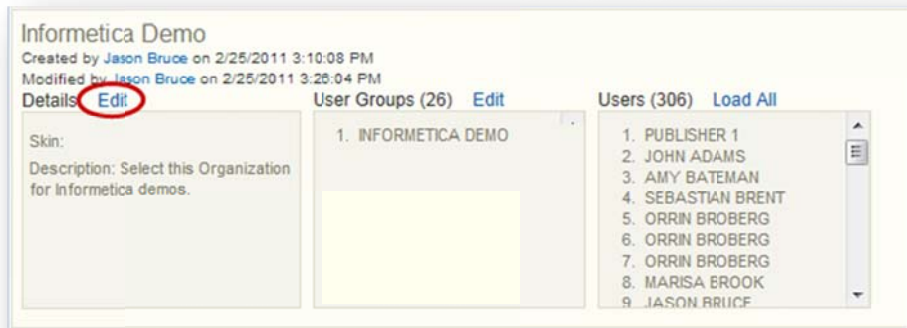 Informetica Demo
Created by Jason Bruce on 2/25/2011 3:10:08 PM
Modified by Jason Bruce on 2/25/2011 3:26:04 PM
Details Edit
Skin:
Description: Select this Organization
for Informetica demos.
User Groups (26) Edit
1. INFORMETICA DEMO
Users (306) Load All
1. PUBLISHER 1
2. JOHN ADAMS
3. AMY BATEMAN
4. SEBASTIAN BRENT
5. ORRIN BROBERG
6. ORRIN BROBERG
7. ORRIN BROBERG
8. MARISA BROOK
9. JASON BRUCE